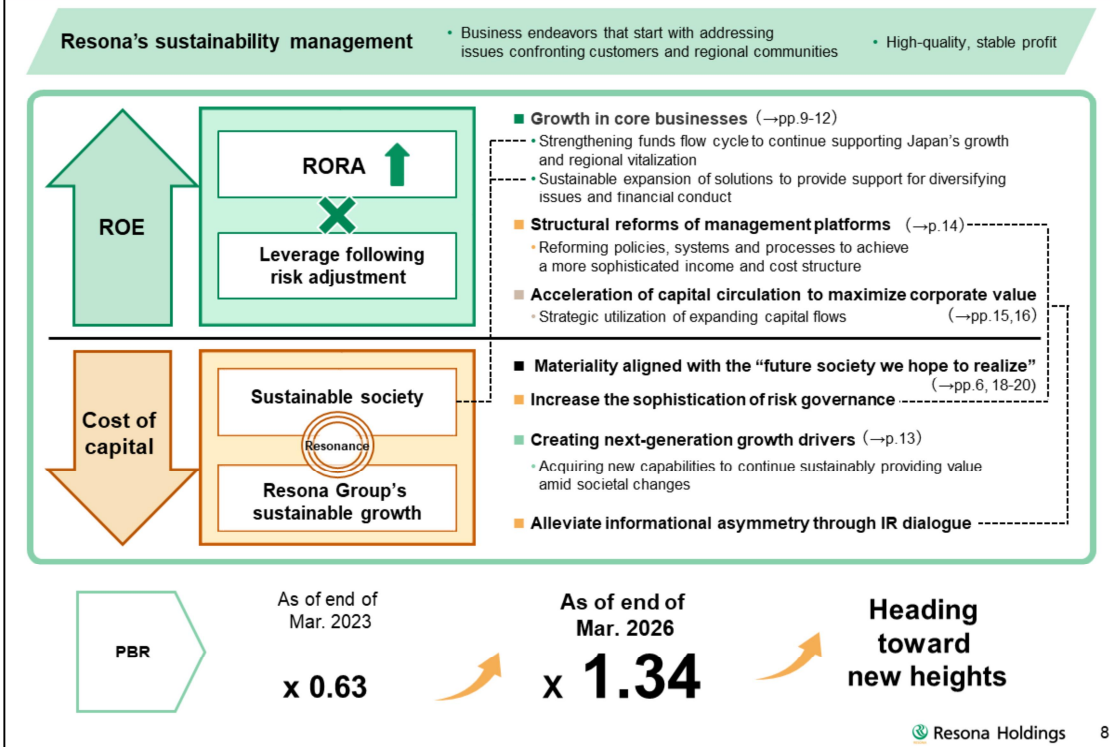 Resona's sustainability management
• Business endeavors that start with addressing
issues confronting customers and regional communities
• High-quality, stable profit
ROE
RORA
Leverage following
risk adjustment
■ Growth in core businesses (→pp.9-12)
• Strengthening funds flow cycle to continue supporting Japan's growth
and regional vitalization
• Sustainable expansion of solutions to provide support for diversifying
issues and financial conduct
■ Structural reforms of management platforms (→p.14)
• Reforming policies, systems and processes to achieve
a more sophisticated income and cost structure
■ Acceleration of capital circulation to maximize corporate value
• Strategic utilization of expanding capital flows (→pp.15,16)
Cost of
capital
Sustainable society
Resonance
Resona Group's
sustainable growth
■ Materiality aligned with the “future society we hope to realize”
(→pp.6, 18-20)
■ Increase the sophistication of risk governance
■ Creating next-generation growth drivers (→p.13)
• Acquiring new capabilities to continue sustainably providing value
amid societal changes
■ Alleviate informational asymmetry through IR dialogue
PBR
As of end of
Mar. 2023
x 0.63
As of end of
Mar. 2026
x 1.34
Heading
toward
new heights
Resona Holdings 8